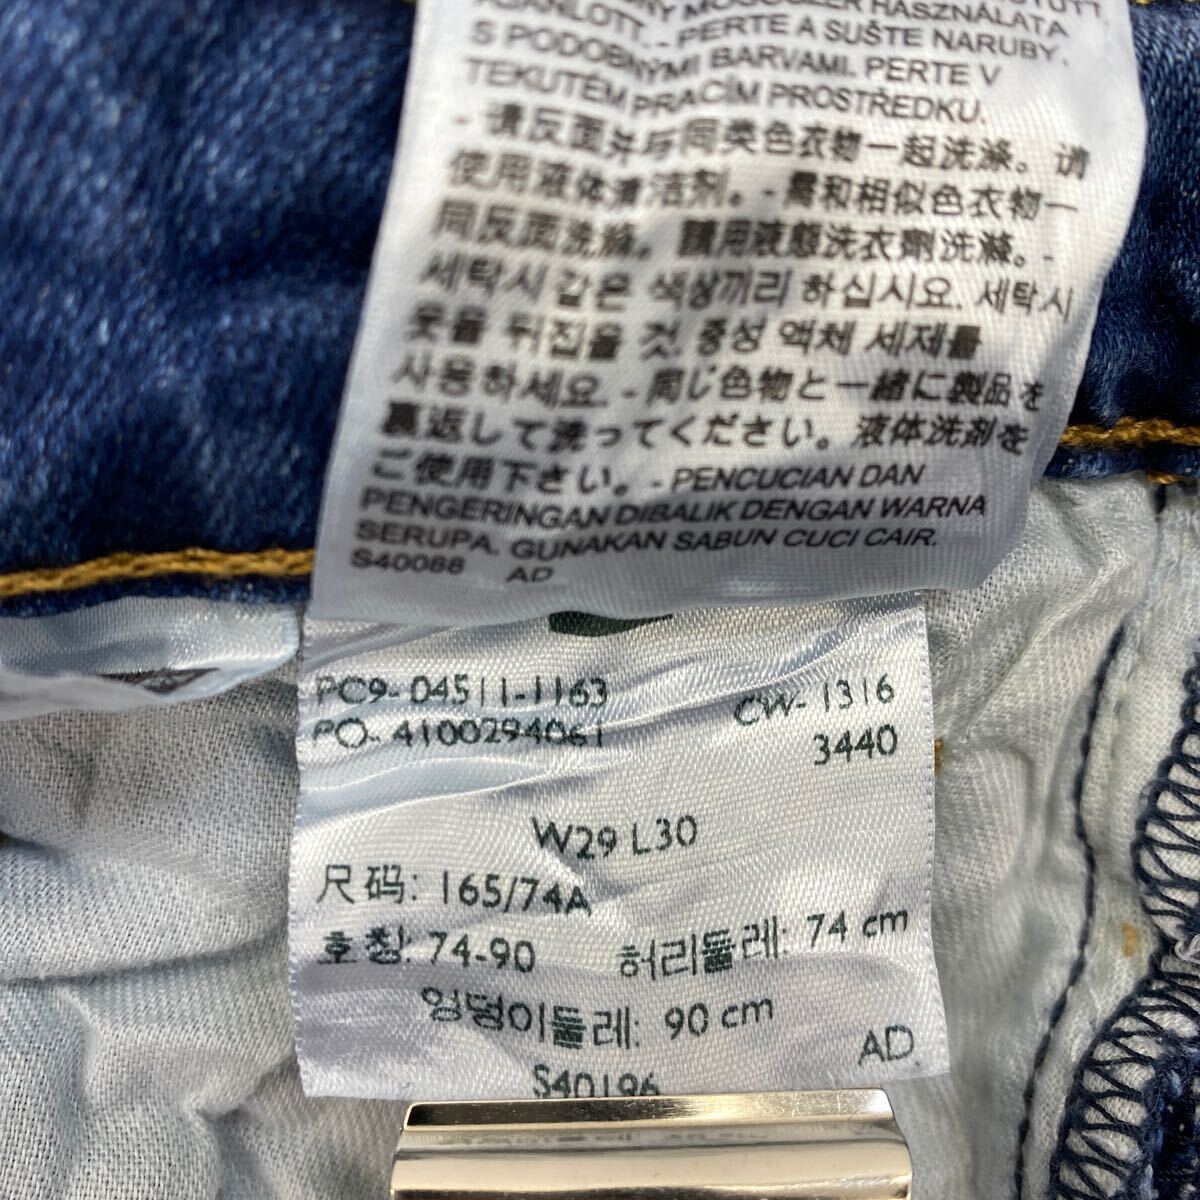 MOSÓSZER HASZNÁLATA
AJÁNLOTT. - PERTE A SUŠTE NARUBY.
S PODOBNÝMI BARVAMI. PERTE V
TEKUTÉM PRACÍM PROSTŘEDKU.
- 请反面并与同类色衣物一起洗涤。请
使用液体清洁剂。- 需和相似色衣物一
同反面洗滌。請用液態洗衣劑洗滌。-
세탁시 같은 색상끼리 하십시요. 세탁시
옷을 뒤집을 것. 중성 액체 세제를
사용하세요. - 同じ色物と一緒に製品を
裏返して洗ってください。液体洗剤を
ご使用下さい。- PENCUCIAN DAN
PENGERINGAN DIBALIK DENGAN WARNA
SERUPA. GUNAKAN SABUN CUCI CAIR.
S40088 AD
PC9-04511-1163 CW-1316
PO-4100294061 3440
W29 L30
尺码: 165/74A
호칭: 74-90 허리둘레: 74 cm
엉덩이둘레: 90 cm
AD
S40196